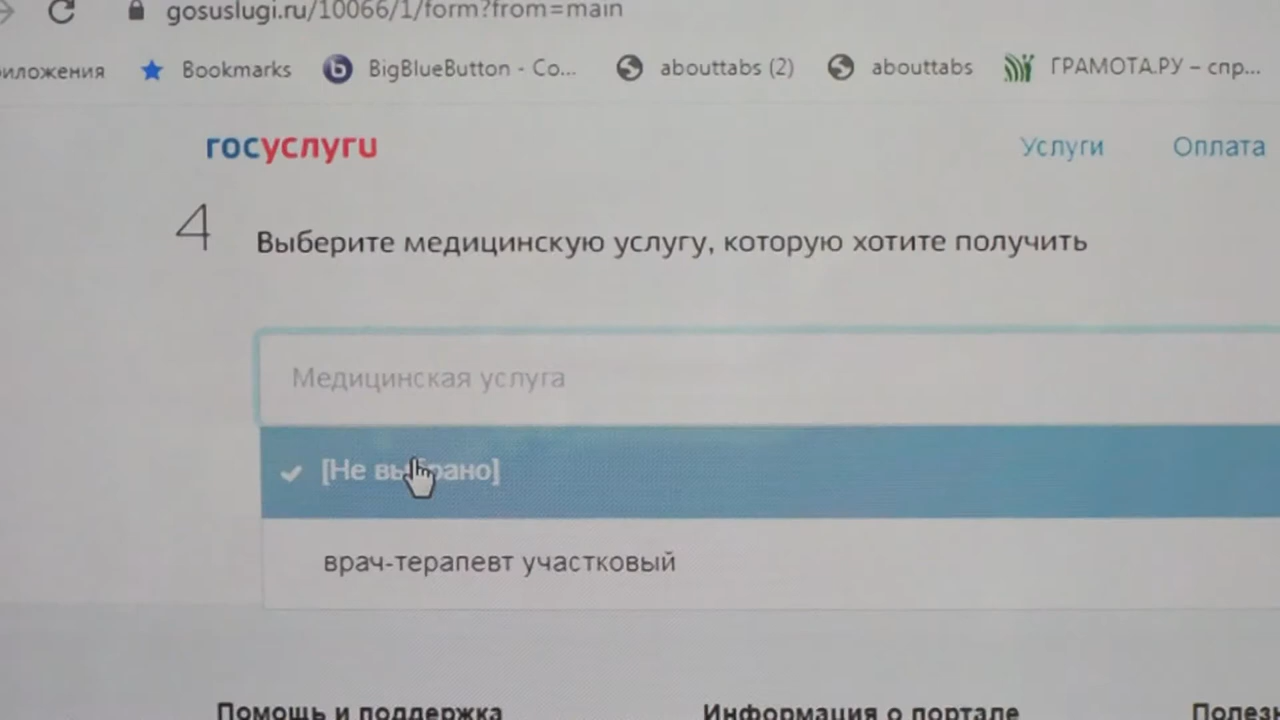 gosuslugi.ru/10066/1/form?from=main
иложения Bookmarks BigBlueButton - Co... abouttabs (2) abouttabs ГРАМОТА.РУ – спр...
госуслуги Услуги Оплата
4 Выберите медицинскую услугу, которую хотите получить
Медицинская услуга
[Не выбрано]
врач-терапевт участковый
Помощь и поддержка Информация о портале Полезн